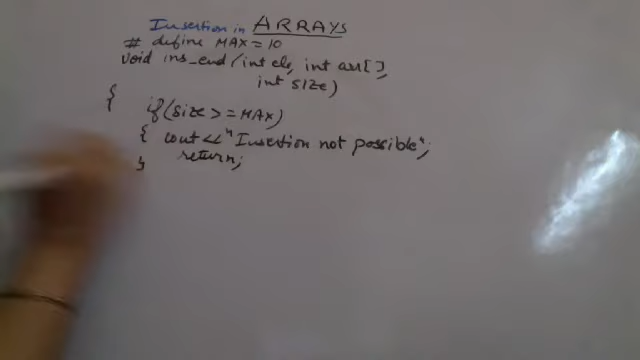 Insertion in ARRAYS
# define MAX = 10
void ins_end (int ele, int arr[],
int size)
{ if (size >= MAX)
{ cout << "Insertion not possible";
return;
}